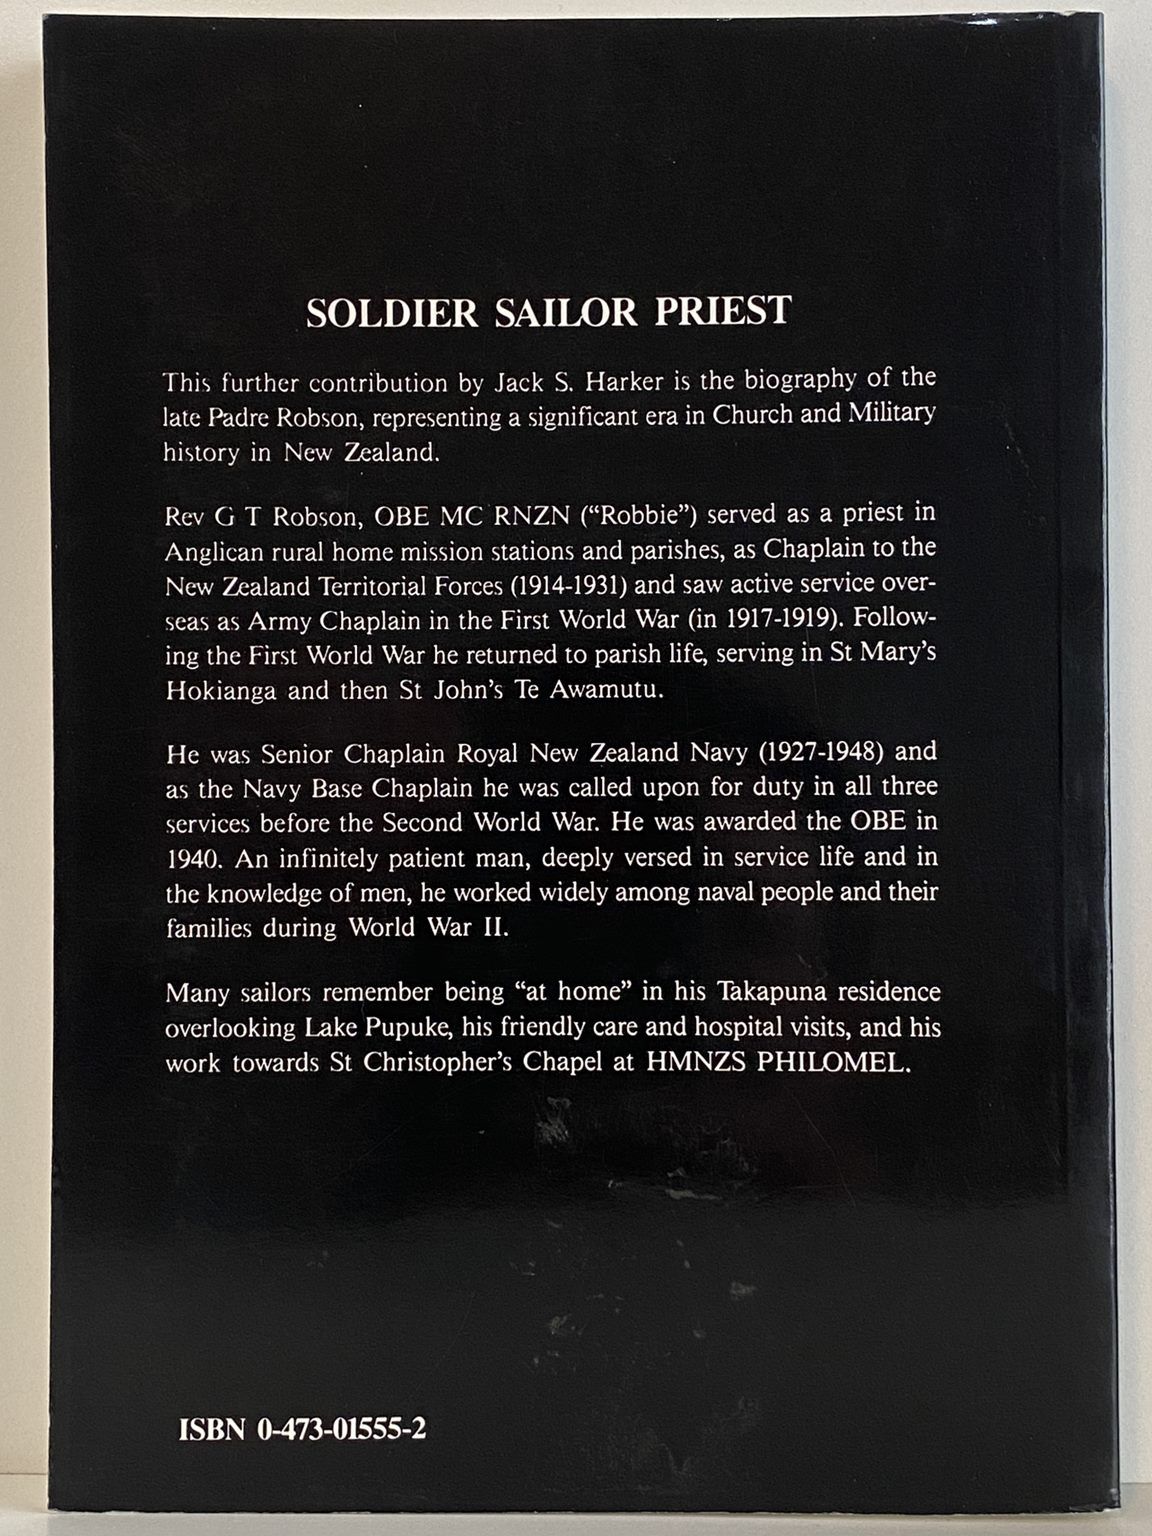 SOLDIER SAILOR PRIEST
This further contribution by Jack S. Harker is the biography of the
late Padre Robson, representing a significant era in Church and Military
history in New Zealand.
Rev G T Robson, OBE MC RNZN (“Robbie”) served as a priest in
Anglican rural home mission stations and parishes, as Chaplain to the
New Zealand Territorial Forces (1914-1931) and saw active service over-
seas as Army Chaplain in the First World War (in 1917-1919). Follow-
ing the First World War he returned to parish life, serving in St Mary’s
Hokianga and then St John’s Te Awamutu.
He was Senior Chaplain Royal New Zealand Navy (1927-1948) and
as the Navy Base Chaplain he was called upon for duty in all three
services before the Second World War. He was awarded the OBE in
1940. An infinitely patient man, deeply versed in service life and in
the knowledge of men, he worked widely among naval people and their
families during World War II.
Many sailors remember being “at home” in his Takapuna residence
overlooking Lake Pupuke, his friendly care and hospital visits, and his
work towards St Christopher’s Chapel at HMNZS PHILOMEL.
ISBN 0-473-01555-2